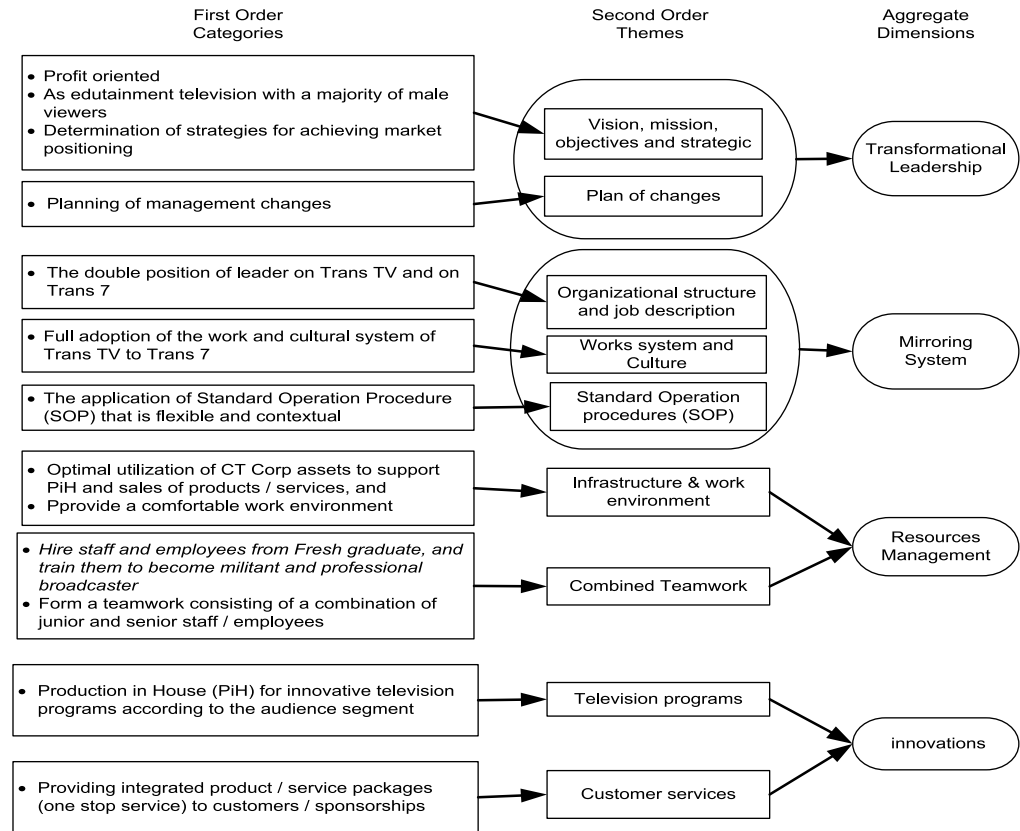 First Order
Categories
Second Order
Themes
Aggregate
Dimensions
• Profit oriented
• As edutainment television with a majority of male
viewers
• Determination of strategies for achieving market
positioning
Vision, mission,
objectives and strategic
Transformational
Leadership
• Planning of management changes
Plan of changes
• The double position of leader on Trans TV and on
Trans 7
Organizational structure
and job description
• Full adoption of the work and cultural system of
Trans TV to Trans 7
Works system and
Culture
Mirroring
System
• The application of Standard Operation Procedure
(SOP) that is flexible and contextual
Standard Operation
procedures (SOP)
• Optimal utilization of CT Corp assets to support
PiH and sales of products / services, and
• Pprovide a comfortable work environment
Infrastructure & work
environment
Resources
Management
• Hire staff and employees from Fresh graduate, and
train them to become militant and professional
broadcaster
• Form a teamwork consisting of a combination of
junior and senior staff / employees
Combined Teamwork
• Production in House (PiH) for innovative television
programs according to the audience segment
Television programs
innovations
• Providing integrated product / service packages
(one stop service) to customers / sponsorships
Customer services